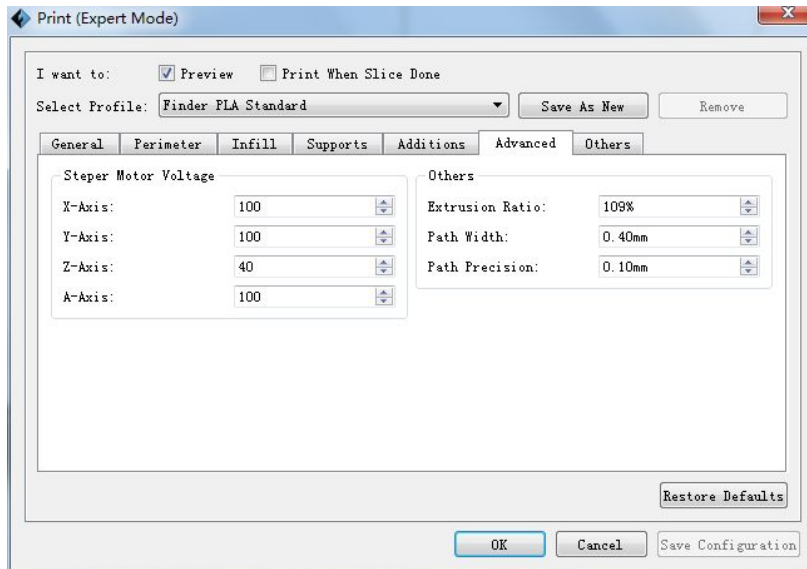 Print (Expert Mode)
I want to: Preview Print When Slice Done
Select Profile: Finder PLA Standard Save As New Remove
General Perimeter Infill Supports Additions Advanced Others
Steper Motor Voltage
X-Axis: 100
Y-Axis: 100
Z-Axis: 40
A-Axis: 100
Others
Extrusion Ratio: 109%
Path Width: 0.40mm
Path Precision: 0.10mm
Restore Defaults
OK Cancel Save Configuration